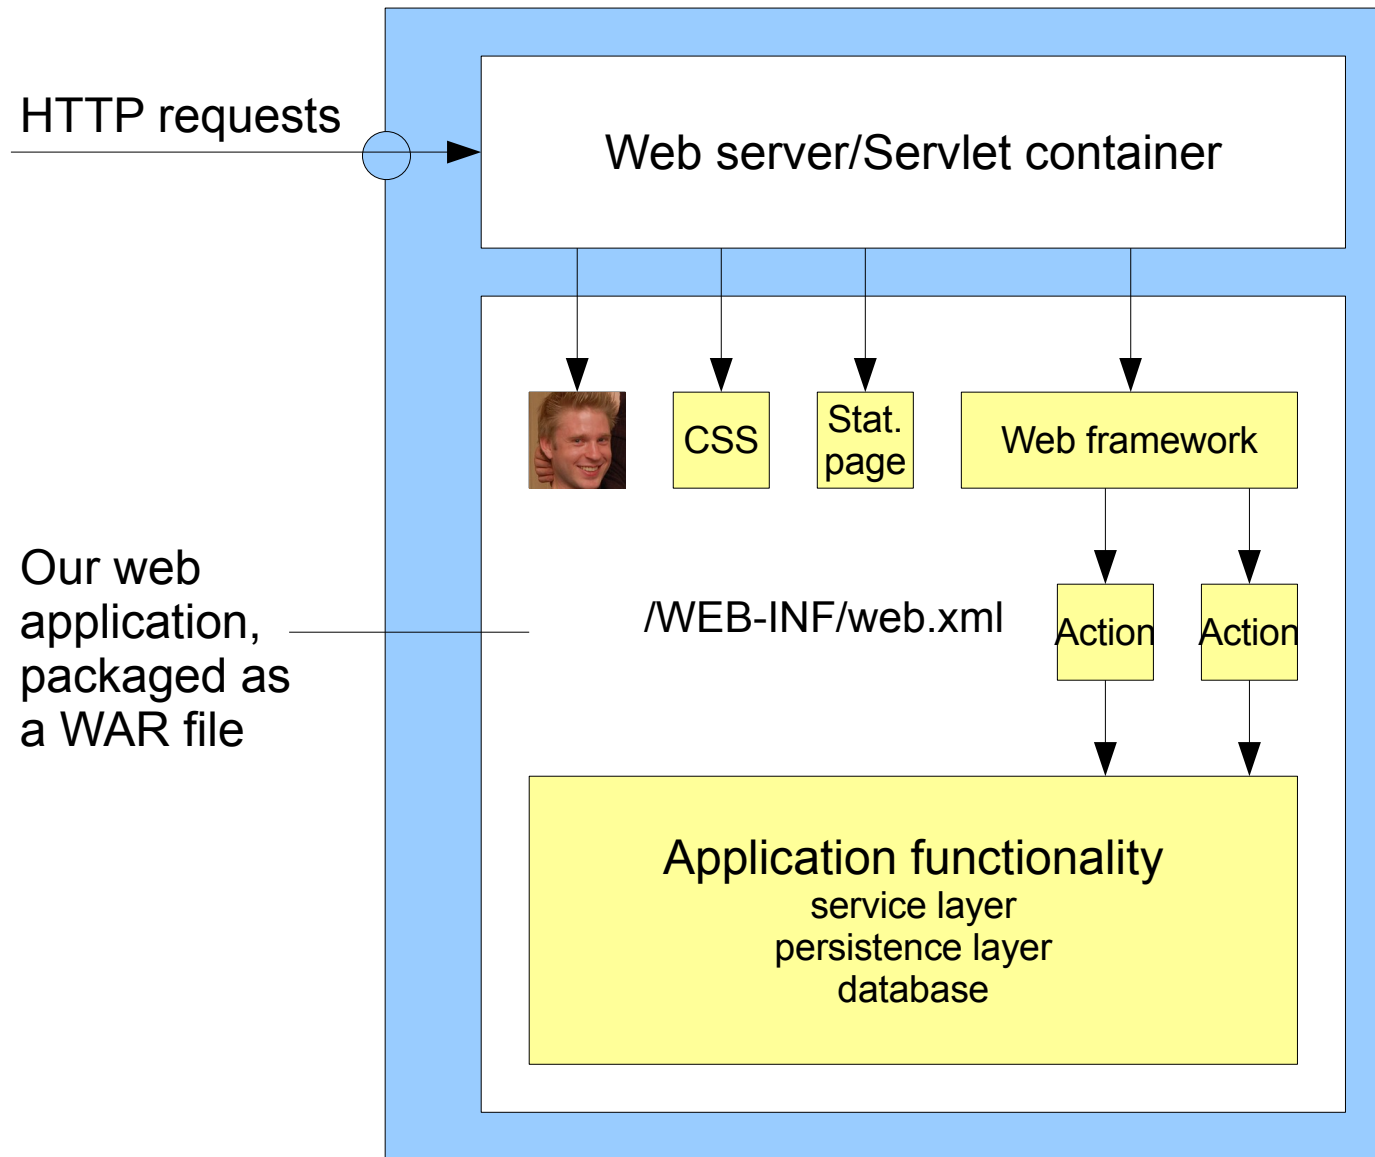 HTTP requests
Web server/Servlet container
CSS
Stat.
page
Web framework
Our web
application,
packaged as
a WAR file
/WEB-INF/web.xml
Action
Action
Application functionality
service layer
persistence layer
database